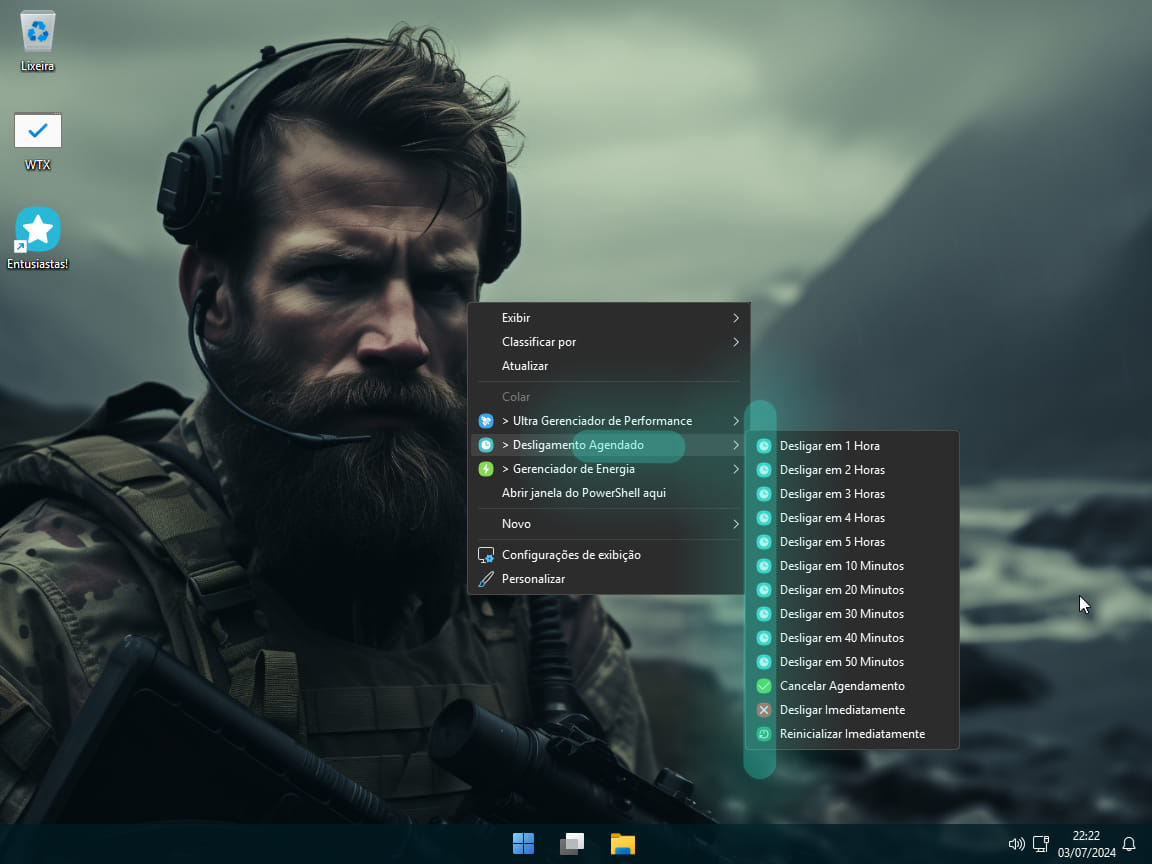 Lixeira
WTX
Entusiastas!
Exibir
Classificar por
Atualizar
Colar
> Ultra Gerenciador de Performance
> Desligamento Agendado
> Gerenciador de Energia
Abrir janela do PowerShell aqui
Novo
Configurações de exibição
Personalizar
Desligar em 1 Hora
Desligar em 2 Horas
Desligar em 3 Horas
Desligar em 4 Horas
Desligar em 5 Horas
Desligar em 10 Minutos
Desligar em 20 Minutos
Desligar em 30 Minutos
Desligar em 40 Minutos
Desligar em 50 Minutos
Cancelar Agendamento
Desligar Imediatamente
Reinicializar Imediatamente
22:22
03/07/2024